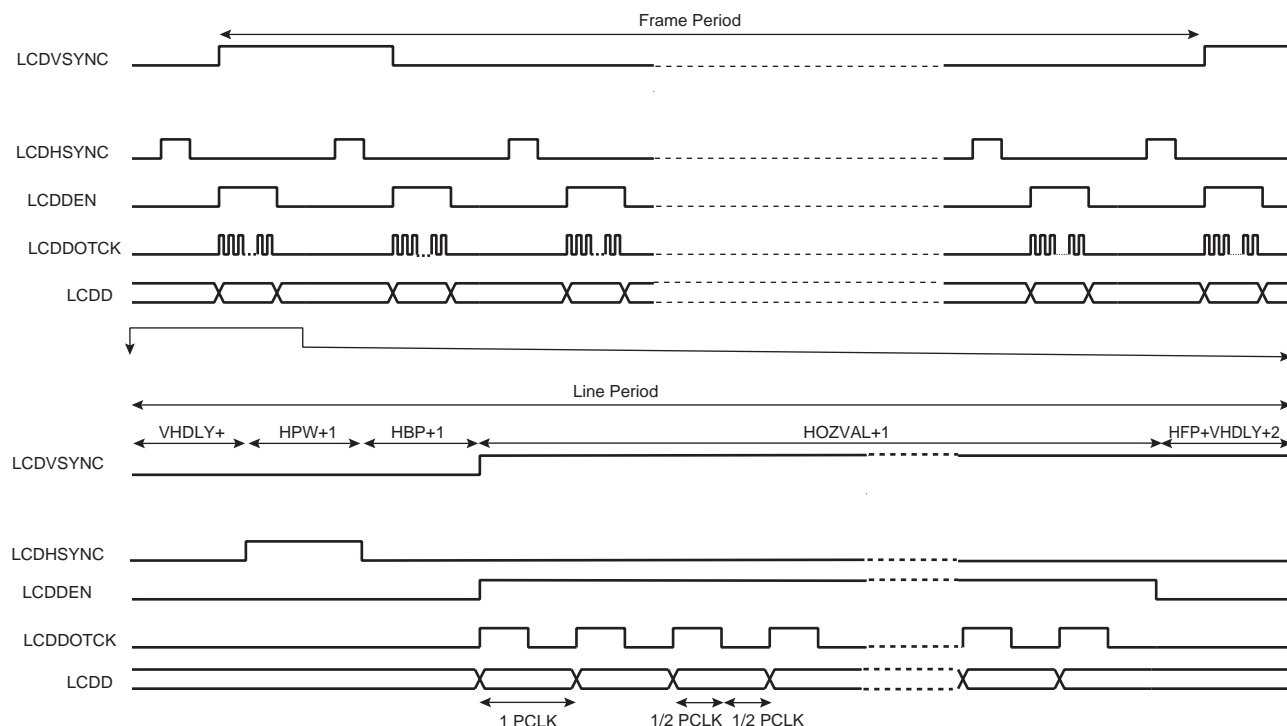 Frame Period
LCDVSYNC
LCDHSYNC
LCDDEN
LCDDOTCK
LCDD
Line Period
VHDLY+ HPW+1 HBP+1 HOZVAL+1 HFP+VHDLY+2
LCDVSYNC
LCDHSYNC
LCDDEN
LCDDOTCK
LCDD
1 PCLK 1/2 PCLK 1/2 PCLK